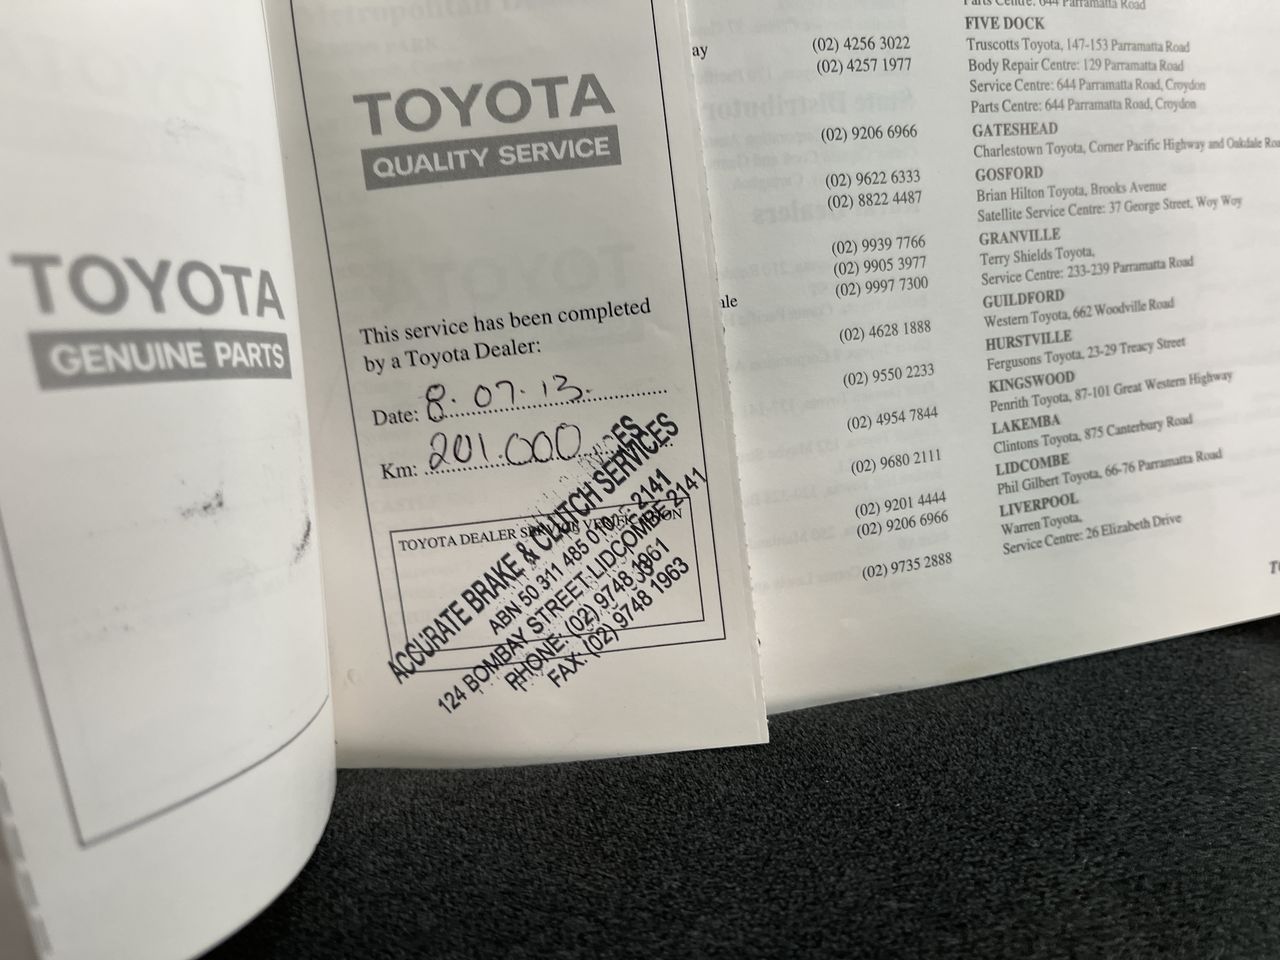 TOYOTA
GENUINE PARTS
TOYOTA
QUALITY SERVICE
This service has been completed
by a Toyota Dealer:
Date: 8.07.13.
Km: 201.000
TOYOTA DEALER SERVICE VERIFICATION
ACCURATE BRAKE & CLUTCH SERVICES
ABN 50 311 485 2141
124 BOMBAY STREET LIDCOMBE 2141
PHONE: (02) 9748
FAX: (02) 9748 1963
ay
(02) 4256 3022
(02) 4257 1977
(02) 9206 6966
(02) 9622 6333
(02) 8822 4487
(02) 9939 7766
(02) 9905 3977
ale (02) 9997 7300
(02) 4628 1888
(02) 9550 2233
(02) 4954 7844
(02) 9680 2111
(02) 9201 4444
(02) 9206 6966
(02) 9735 2888
Parts Centre: 644 Parramatta Road
FIVE DOCK
Truscotts Toyota, 147-153 Parramatta Road
Body Repair Centre: 129 Parramatta Road
Service Centre: 644 Parramatta Road, Croydon
Parts Centre: 644 Parramatta Road, Croydon
GATESHEAD
Charlestown Toyota, Corner Pacific Highway and Oakdale Roa
GOSFORD
Brian Hilton Toyota, Brooks Avenue
Satellite Service Centre: 37 George Street, Woy Woy
GRANVILLE
Terry Shields Toyota,
Service Centre: 233-239 Parramatta Road
GUILDFORD
Western Toyota, 662 Woodville Road
HURSTVILLE
Fergusons Toyota, 23-29 Treacy Street
KINGSWOOD
Penrith Toyota, 87-101 Great Western Highway
LAKEMBA
Clintons Toyota, 875 Canterbury Road
LIDCOMBE
Phil Gilbert Toyota, 66-76 Parramatta Road
LIVERPOOL
Warren Toyota,
Service Centre: 26 Elizabeth Drive